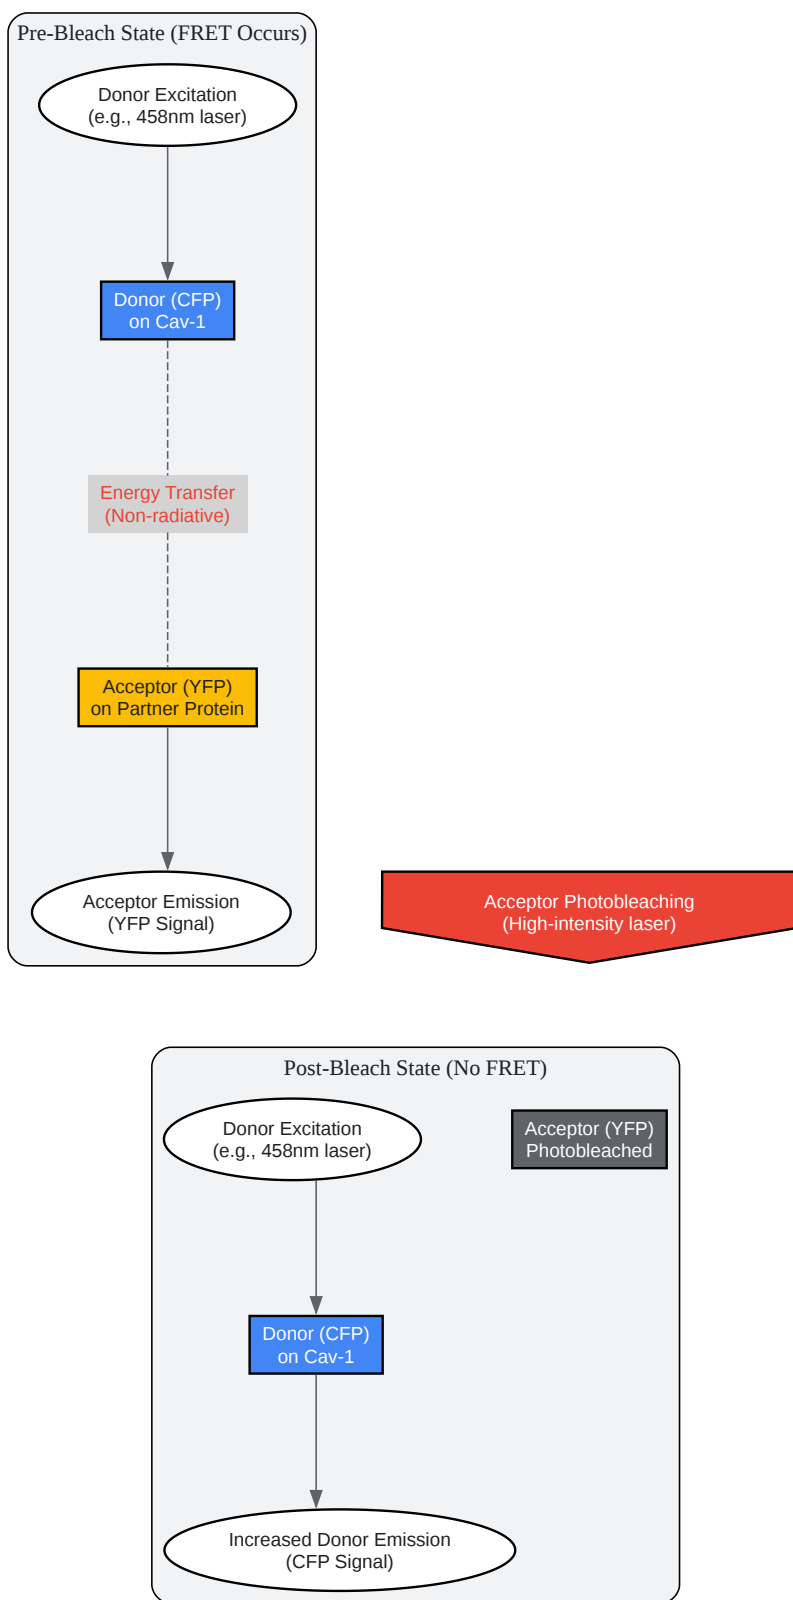 Pre-Bleach State (FRET Occurs)
Donor Excitation
(e.g., 458nm laser)
Donor (CFP)
on Cav-1
Energy Transfer
(Non-radiative)
Acceptor (YFP)
on Partner Protein
Acceptor Emission
(YFP Signal)
Acceptor Photobleaching
(High-intensity laser)
Post-Bleach State (No FRET)
Donor Excitation
(e.g., 458nm laser)
Acceptor (YFP)
Photobleached
Donor (CFP)
on Cav-1
Increased Donor Emission
(CFP Signal)